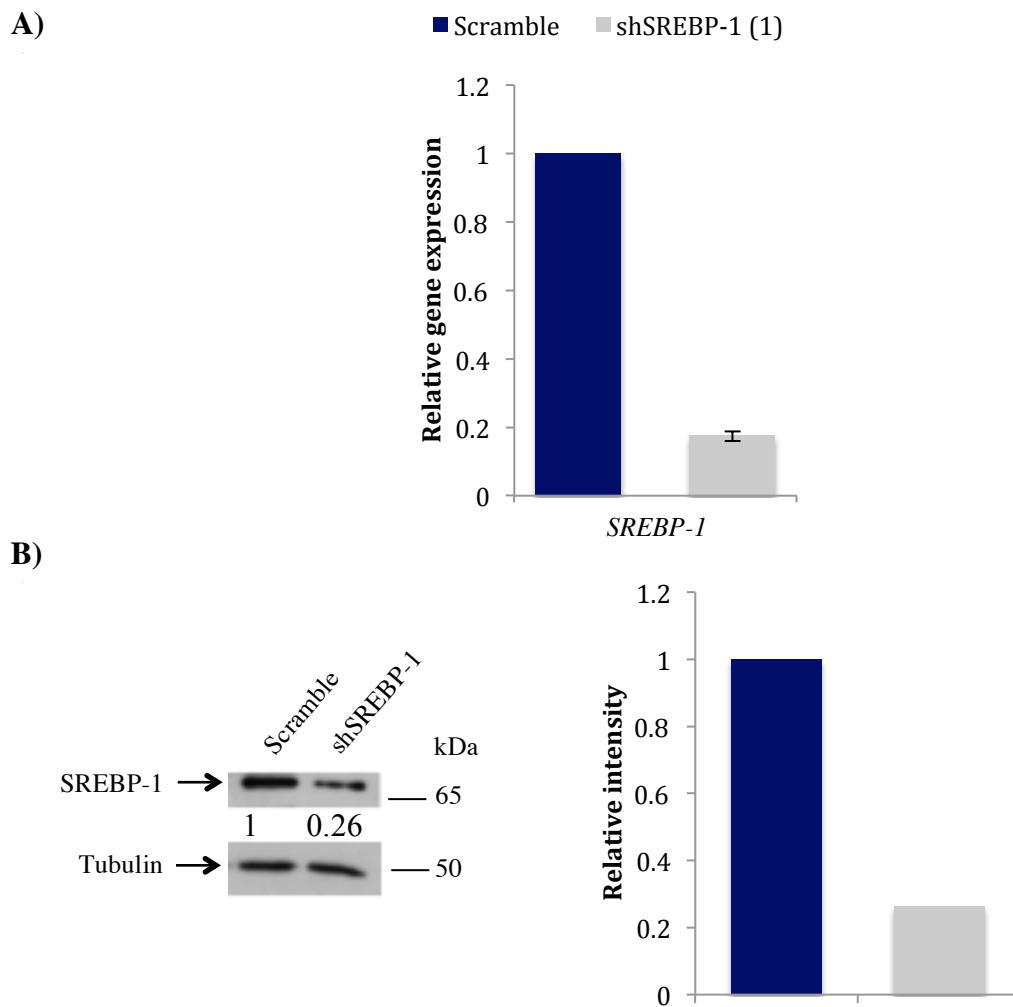 A)
Scramble shSREBP-1 (1)
Relative gene expression
1.2
1
0.8
0.6
0.4
0.2
0
SREBP-1
B)
Scramble
shSREBP-1
kDa
SREBP-1
65
1 0.26
Tubulin
50
Relative intensity
1.2
1
0.8
0.6
0.4
0.2
0